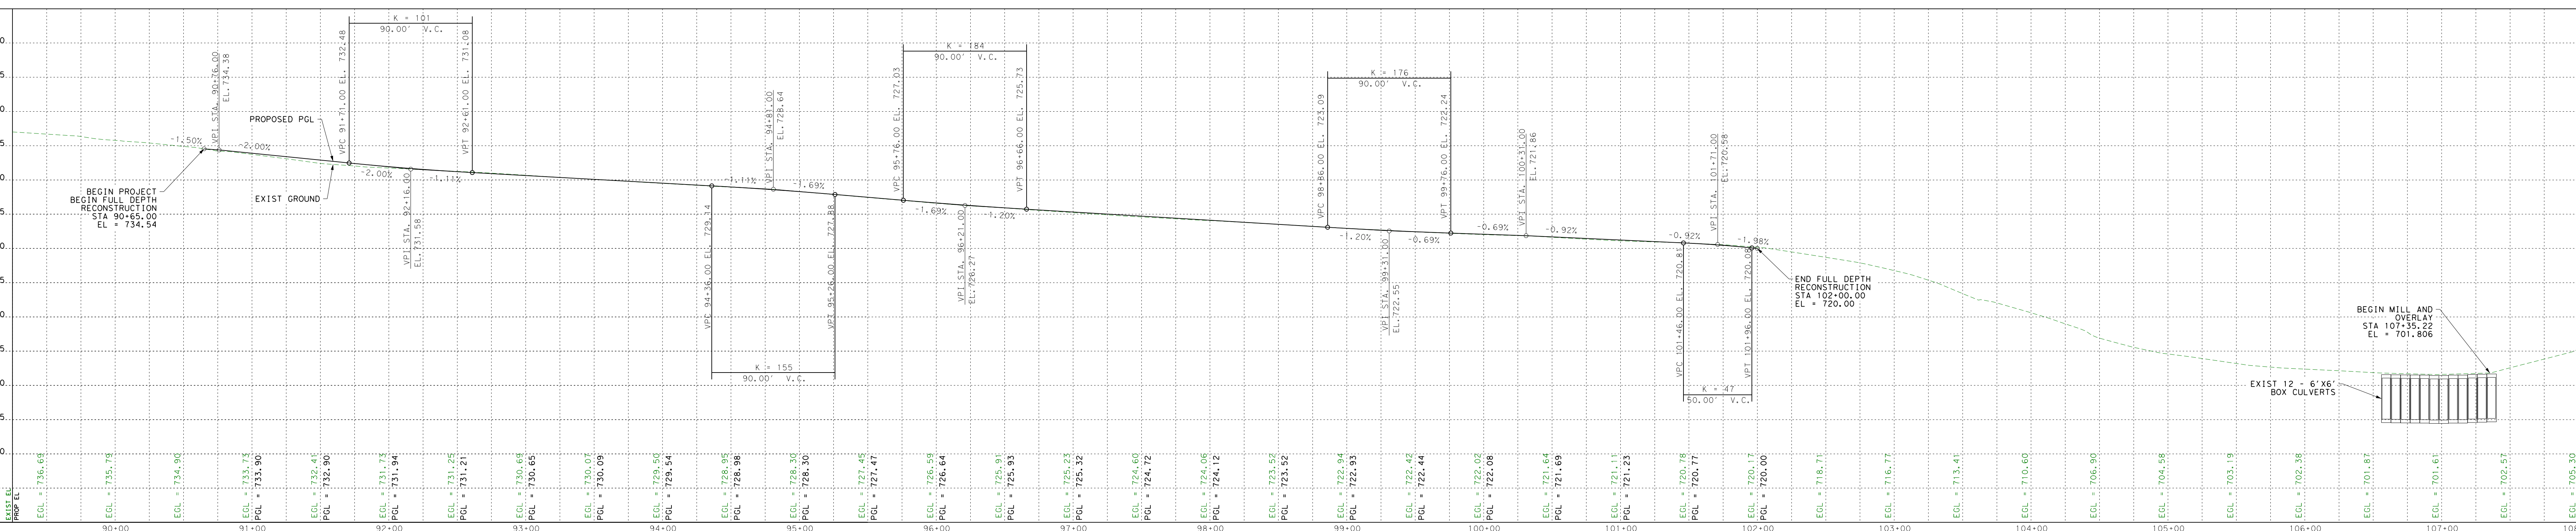 K = 101
90.00' V.C.
VPC 91+71.00 EL. 732.48
VPT 92+61.00 EL. 731.08
K = 184
90.00' V.C.
VPC 95+76.00 EL. 727.03
VPT 96+66.00 EL. 725.73
K = 176
90.00' V.C.
VPC 98+86.00 EL. 723.09
VPT 99+76.00 EL. 722.24
VPI STA. 90+76.00
EL. 734.38
VPI STA. 94+81.00
EL. 728.64
VPI STA. 100+31.00
EL. 721.86
VPI STA. 101+71.00
EL. 720.58
PROPOSED PGL
EXIST GROUND
-1.50%
-2.00%
-2.00%
-1.11%
-1.11%
-1.69%
-1.69%
-1.20%
-1.20%
-0.69%
-0.69%
-0.92%
-0.92%
-1.98%
BEGIN PROJECT
BEGIN FULL DEPTH
RECONSTRUCTION
STA 90+65.00
EL = 734.54
VPI STA. 92+16.00
EL. 731.58
VPC 94+36.00 EL. 729.14
VPT 95+26.00 EL. 727.88
K = 155
90.00' V.C.
VPI STA. 96+21.00
EL. 726.27
VPI STA. 99+31.00
EL. 722.55
VPC 101+46.00 EL. 720.81
VPT 101+96.00 EL. 720.08
K = 47
50.00' V.C.
END FULL DEPTH
RECONSTRUCTION
STA 102+00.00
EL = 720.00
BEGIN MILL AND
OVERLAY
STA 107+35.22
EL = 701.806
EXIST 12 - 6'X6'
BOX CULVERTS
EXIST EL
PROP EL
EGL = 736.69
EGL = 735.79
EGL = 734.90
EGL = 733.73
PGL = 733.90
EGL = 732.41
PGL = 732.90
EGL = 731.73
PGL = 731.94
EGL = 731.25
PGL = 731.21
EGL = 730.69
PGL = 730.65
EGL = 730.07
PGL = 730.09
EGL = 729.50
PGL = 729.54
EGL = 728.95
PGL = 728.98
EGL = 728.30
PGL = 728.30
EGL = 727.45
PGL = 727.47
EGL = 726.59
PGL = 726.64
EGL = 725.91
PGL = 725.93
EGL = 725.23
PGL = 725.32
EGL = 724.60
PGL = 724.72
EGL = 724.06
PGL = 724.12
EGL = 723.52
PGL = 723.52
EGL = 722.94
PGL = 722.93
EGL = 722.42
PGL = 722.44
EGL = 722.02
PGL = 722.08
EGL = 721.64
PGL = 721.69
EGL = 721.11
PGL = 721.23
EGL = 720.78
PGL = 720.77
EGL = 720.17
PGL = 720.00
EGL = 718.71
EGL = 716.77
EGL = 713.41
EGL = 710.60
EGL = 706.90
EGL = 704.58
EGL = 703.19
EGL = 702.38
EGL = 701.87
EGL = 701.61
EGL = 702.57
EGL = 705.30
90+00
91+00
92+00
93+00
94+00
95+00
96+00
97+00
98+00
99+00
100+00
101+00
102+00
103+00
104+00
105+00
106+00
107+00